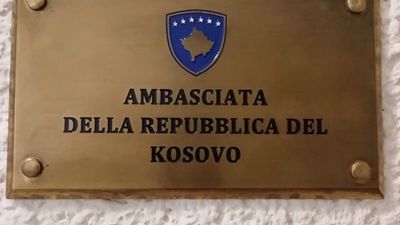 AMBASCIATA
DELLA REPUBBLICA DEL
KOSOVO